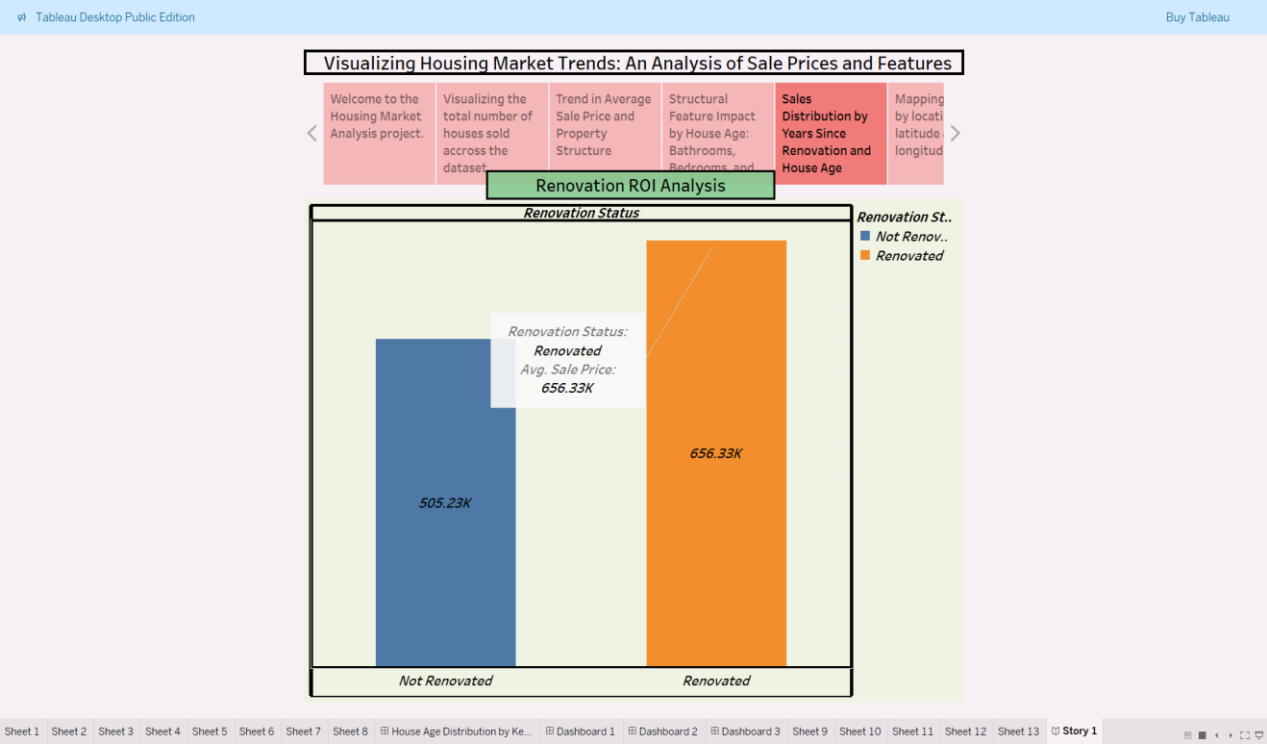 Tableau Desktop Public Edition
Buy Tableau
Visualizing Housing Market Trends: An Analysis of Sale Prices and Features
Welcome to the
Housing Market
Analysis project.
Visualizing the
total number of
houses sold
accross the
dataset
Trend in Average
Sale Price and
Property
Structure
Structural
Feature Impact
by House Age:
Bathrooms,
Bedrooms, and
Sales
Distribution by
Years Since
Renovation and
House Age
Mapping
by locati
latitude
longitud
Renovation ROI Analysis
Renovation Status
Renovation St..
Not Renov..
Renovated
Renovation Status:
Renovated
Avg. Sale Price:
656.33K
505.23K
656.33K
Not Renovated
Renovated
Sheet 1
Sheet 2
Sheet 3
Sheet 4
Sheet 5
Sheet 6
Sheet 7
Sheet 8
House Age Distribution by Ke...
Dashboard 1
Dashboard 2
Dashboard 3
Sheet 9
Sheet 10
Sheet 11
Sheet 12
Sheet 13
Story 1